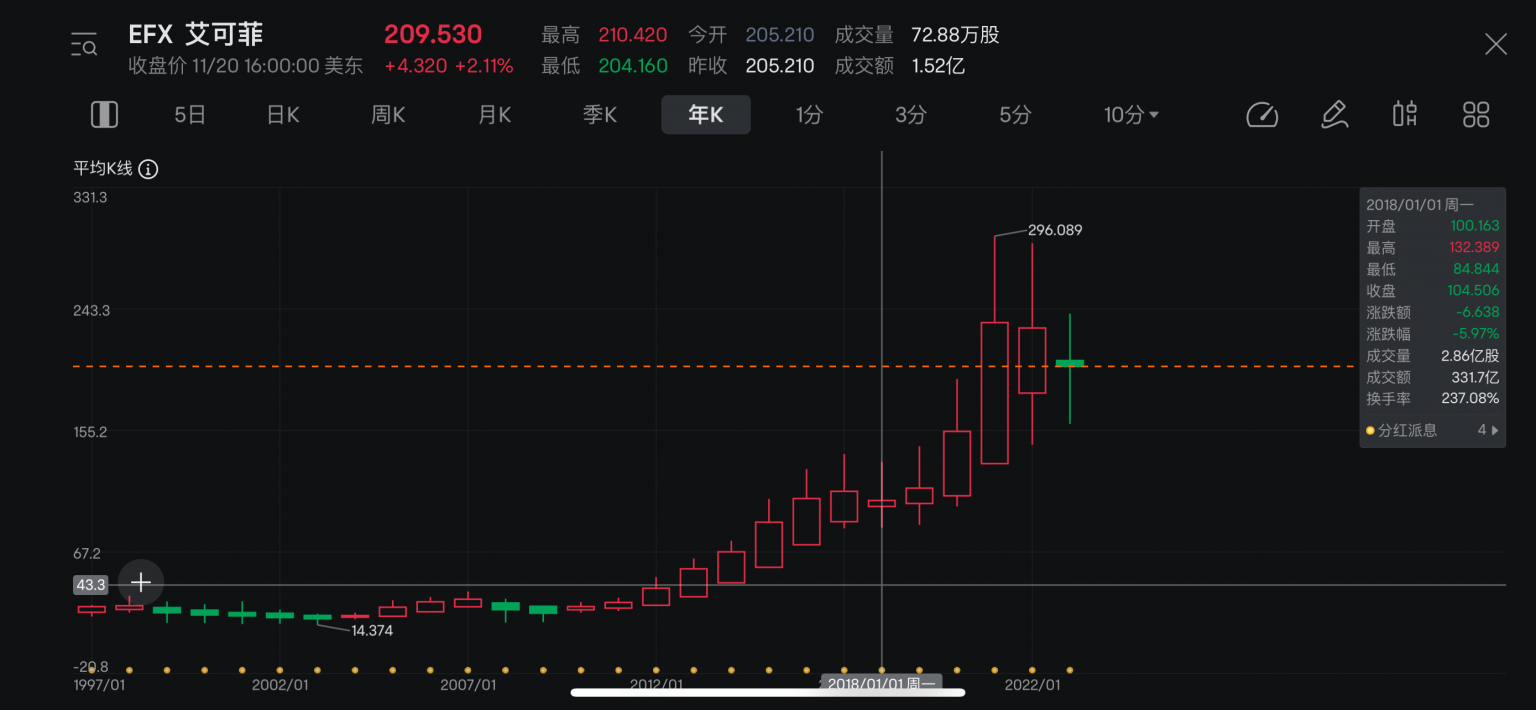 EFX 艾可菲
209.530
最高 210.420 今开 205.210 成交量 72.88万股
收盘价 11/20 16:00:00 美东
+4.320 +2.11%
最低 204.160 昨收 205.210 成交额 1.52亿
5日 日K 周K 月K 季K 年K 1分 3分 5分 10分
平均K线
331.3
243.3
155.2
67.2
43.3
-20.8
296.089
14.374
2018/01/01 周一
开盘 100.163
最高 132.389
最低 84.844
收盘 104.506
涨跌额 -6.638
涨跌幅 -5.97%
成交量 2.86亿股
成交额 331.7亿
换手率 237.08%
分红派息 4
1997/01 2002/01 2007/01 2012/01 2018/01/01 周一 2022/01